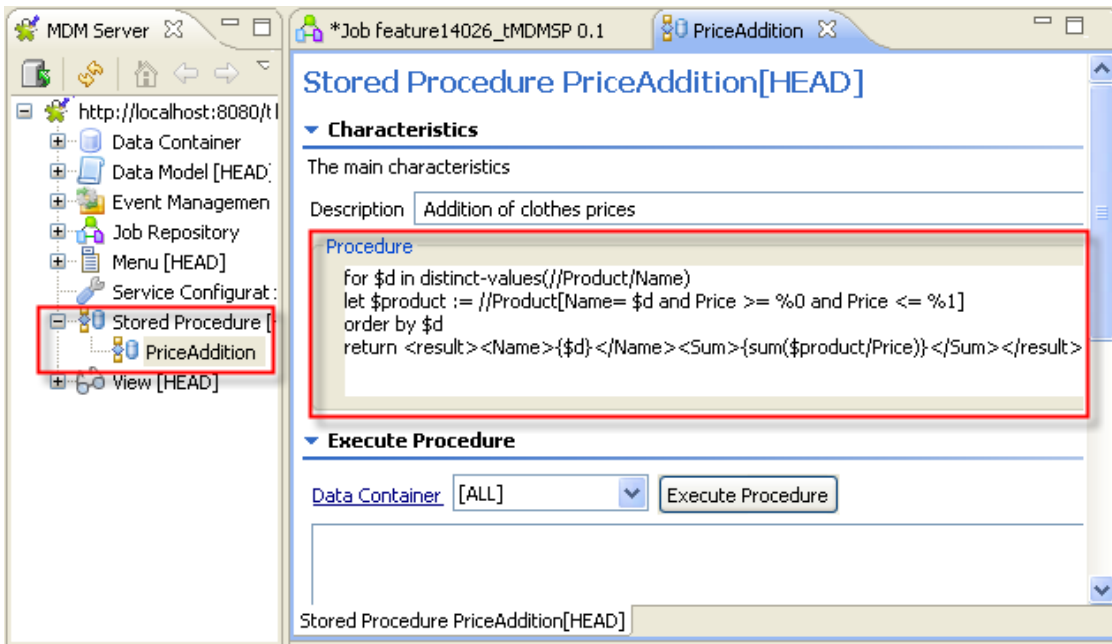 MDM Server
http://localhost:8080/t
Data Container
Data Model [HEAD]
Event Managemen
Job Repository
Menu [HEAD]
Service Configurat
Stored Procedure [
PriceAddition
View [HEAD]
*Job feature14026_tMDMSP 0.1
PriceAddition
Stored Procedure PriceAddition[HEAD]
Characteristics
The main characteristics
Description Addition of clothes prices
Procedure
for $d in distinct-values(//Product/Name)
let $product := //Product[Name= $d and Price >= %0 and Price <= %1]
order by $d
return <result><Name>{$d}</Name><Sum>{sum($product/Price)}</Sum></result>
Execute Procedure
Data Container [ALL] Execute Procedure
Stored Procedure PriceAddition[HEAD]